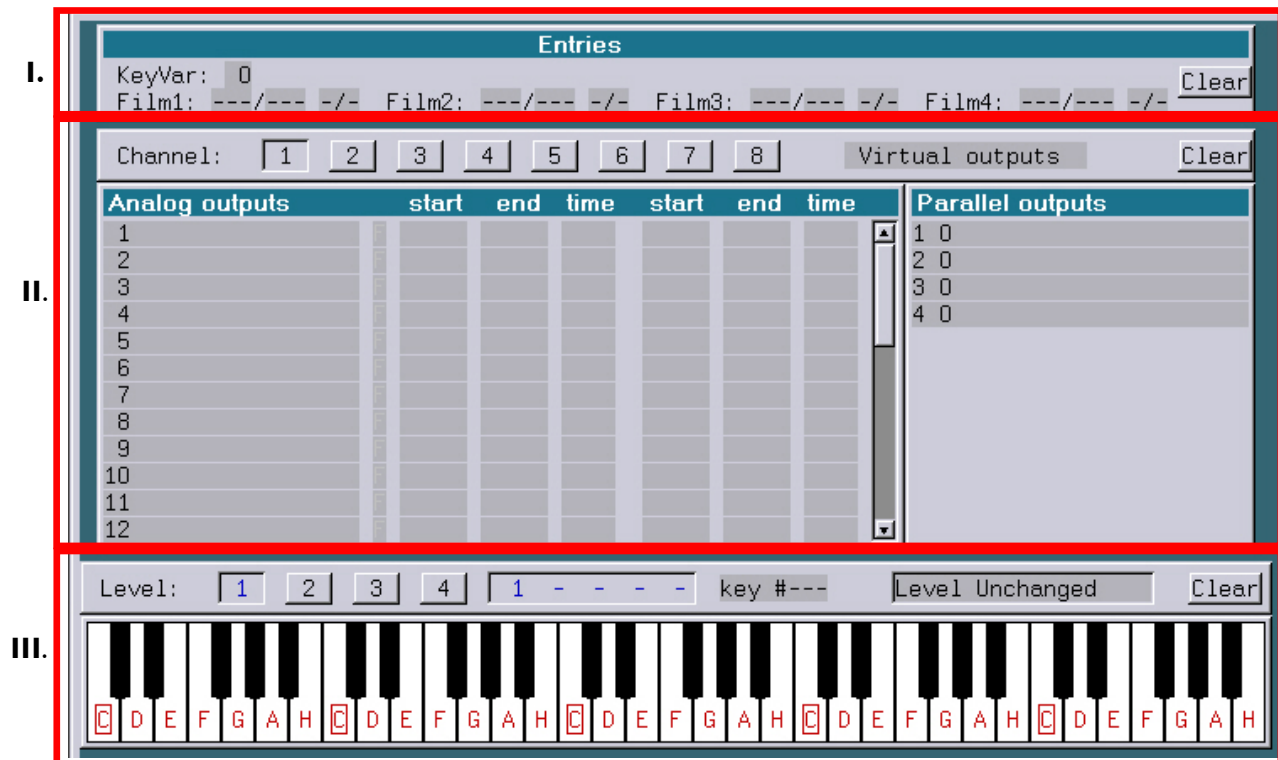 Entries
I.
KeyVar: 0
Clear
Film1: ---/--- -/- Film2: ---/--- -/- Film3: ---/--- -/- Film4: ---/--- -/-
Channel: 1 2 3 4 5 6 7 8 Virtual outputs Clear
Analog outputs start end time start end time Parallel outputs
1 F 1 0
2 F 2 0
II.
3 F 3 0
4 F 4 0
5 F
6 F
7 F
8 F
9 F
10 F
11 F
12 F
Level: 1 2 3 4 1 - - - - key #--- Level Unchanged Clear
III.
C D E F G A H C D E F G A H C D E F G A H C D E F G A H C D E F G A H